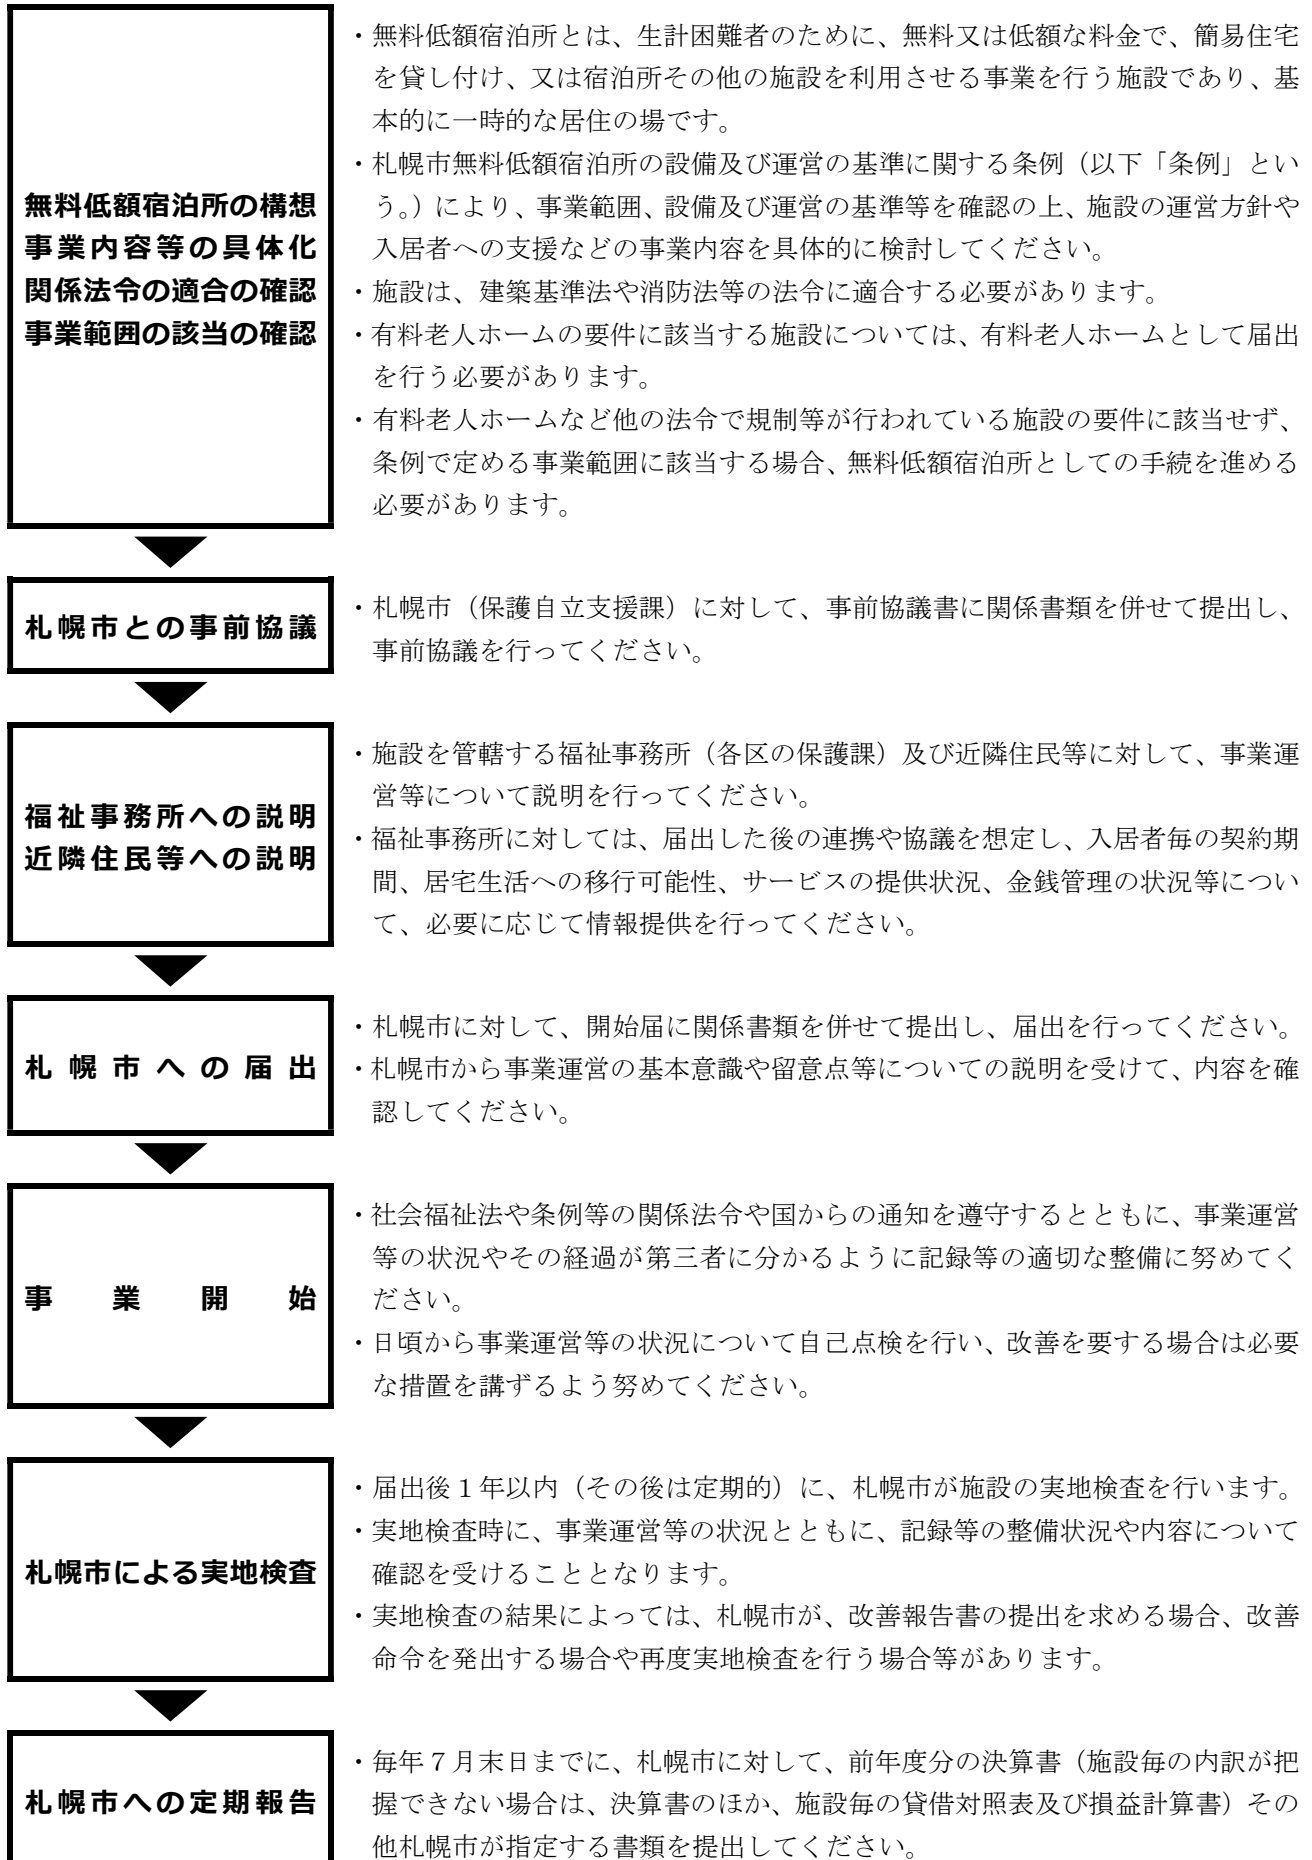 無料低額宿泊所の構想
事業内容等の具体化
関係法令の適合の確認
事業範囲の該当の確認
・無料低額宿泊所とは、生計困難者のために、無料又は低額な料金で、簡易住宅
を貸し付け、又は宿泊所その他の施設を利用させる事業を行う施設であり、基
本的に一時的な居住の場です。
・札幌市無料低額宿泊所の設備及び運営の基準に関する条例（以下「条例」とい
う。）により、事業範囲、設備及び運営の基準等を確認の上、施設の運営方針や
入居者への支援などの事業内容を具体的に検討してください。
・施設は、建築基準法や消防法等の法令に適合する必要があります。
・有料老人ホームの要件に該当する施設については、有料老人ホームとして届出
を行う必要があります。
・有料老人ホームなど他の法令で規制等が行われている施設の要件に該当せず、
条例で定める事業範囲に該当する場合、無料低額宿泊所としての手続を進める
必要があります。
札幌市との事前協議
・札幌市（保護自立支援課）に対して、事前協議書に関係書類を併せて提出し、
事前協議を行ってください。
福祉事務所への説明
近隣住民等への説明
・施設を管轄する福祉事務所（各区の保護課）及び近隣住民等に対して、事業運
営等について説明を行ってください。
・福祉事務所に対しては、届出した後の連携や協議を想定し、入居者毎の契約期
間、居宅生活への移行可能性、サービスの提供状況、金銭管理の状況等につい
て、必要に応じて情報提供を行ってください。
札幌市への届出
・札幌市に対して、開始届に関係書類を併せて提出し、届出を行ってください。
・札幌市から事業運営の基本意識や留意点等についての説明を受けて、内容を確
認してください。
事業開始
・社会福祉法や条例等の関係法令や国からの通知を遵守するとともに、事業運営
等の状況やその経過が第三者に分かるように記録等の適切な整備に努めてく
ださい。
・日頃から事業運営等の状況について自己点検を行い、改善を要する場合は必要
な措置を講ずるよう努めてください。
札幌市による実地検査
・届出後１年以内（その後は定期的）に、札幌市が施設の実地検査を行います。
・実地検査時に、事業運営等の状況とともに、記録等の整備状況や内容について
確認を受けることとなります。
・実地検査の結果によっては、札幌市が、改善報告書の提出を求める場合、改善
命令を発出する場合や再度実地検査を行う場合等があります。
札幌市への定期報告
・毎年７月末日までに、札幌市に対して、前年度分の決算書（施設毎の内訳が把
握できない場合は、決算書のほか、施設毎の貸借対照表及び損益計算書）その
他札幌市が指定する書類を提出してください。